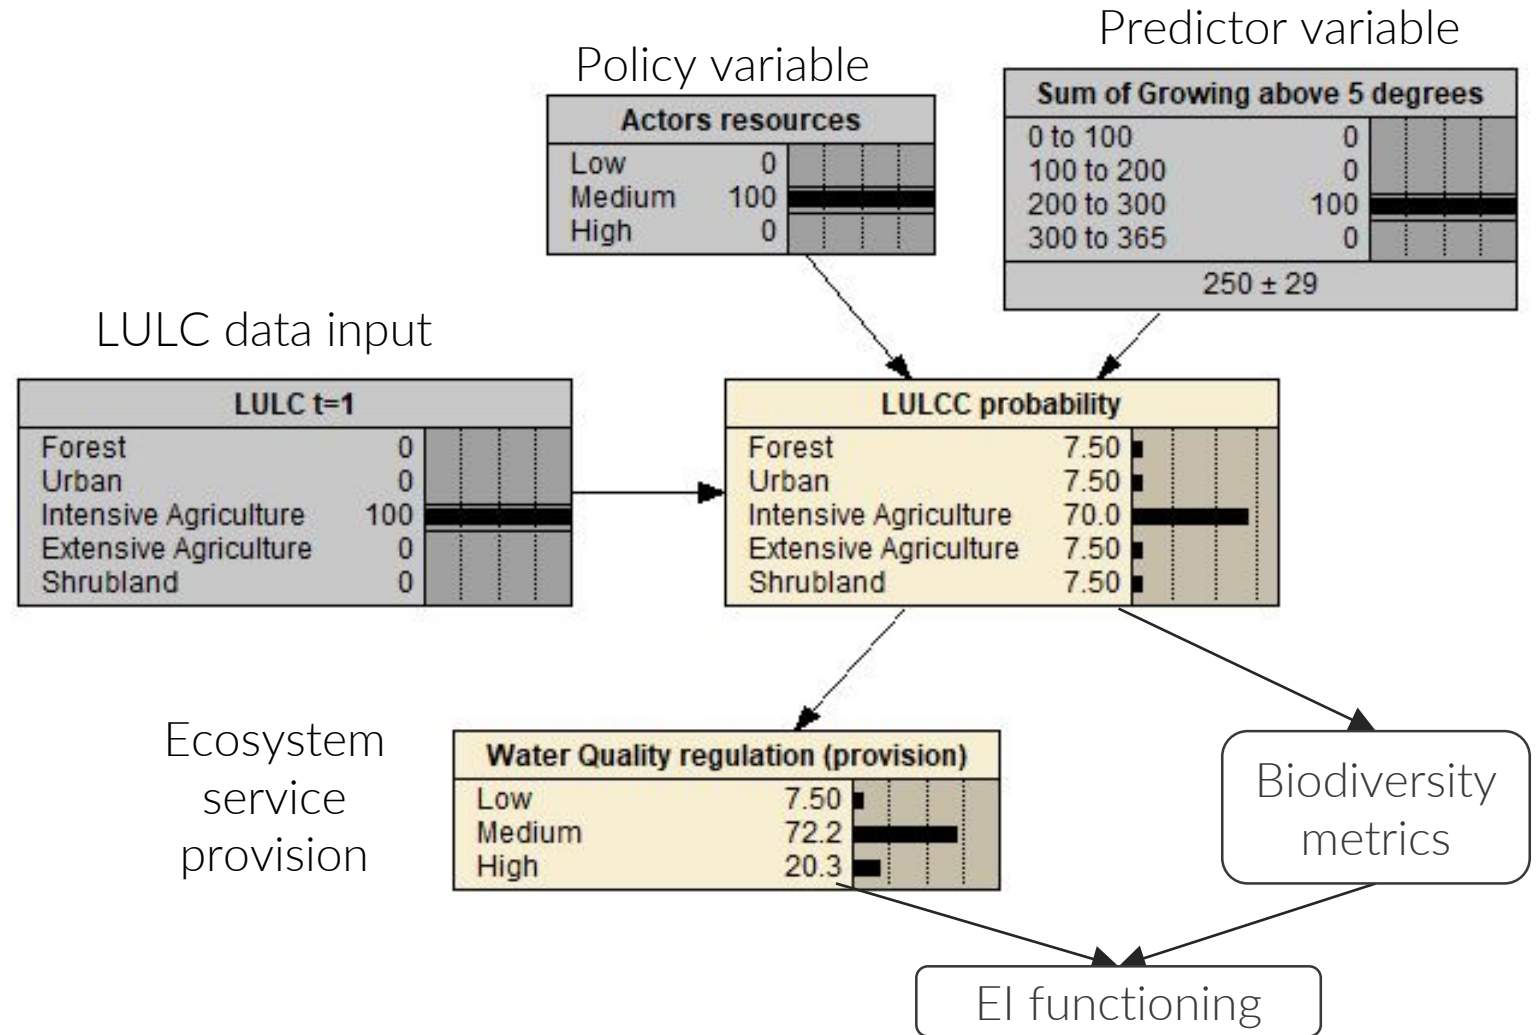 Predictor variable
Policy variable
Sum of Growing above 5 degrees
0 to 100 0
100 to 200 0
200 to 300 100
300 to 365 0
250 ± 29
Actors resources
Low 0
Medium 100
High 0
LULC data input
LULC t=1
Forest 0
Urban 0
Intensive Agriculture 100
Extensive Agriculture 0
Shrubland 0
LULCC probability
Forest 7.50
Urban 7.50
Intensive Agriculture 70.0
Extensive Agriculture 7.50
Shrubland 7.50
Ecosystem
service
provision
Water Quality regulation (provision)
Low 7.50
Medium 72.2
High 20.3
Biodiversity
metrics
EI functioning